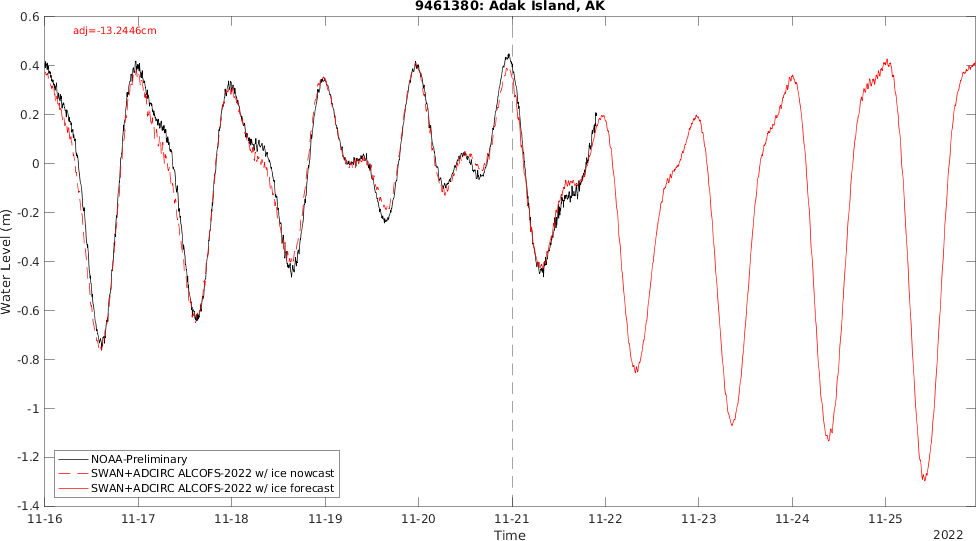 9461380: Adak Island, AK
adj=-13.2446cm
0.6
0.4
0.2
0
-0.2
-0.4
-0.6
-0.8
-1
-1.2
-1.4
Water Level (m)
NOAA-Preliminary
SWAN+ADCIRC ALCOFS-2022 w/ ice nowcast
SWAN+ADCIRC ALCOFS-2022 w/ ice forecast
11-16 11-17 11-18 11-19 11-20 11-21 11-22 11-23 11-24 11-25
Time
2022